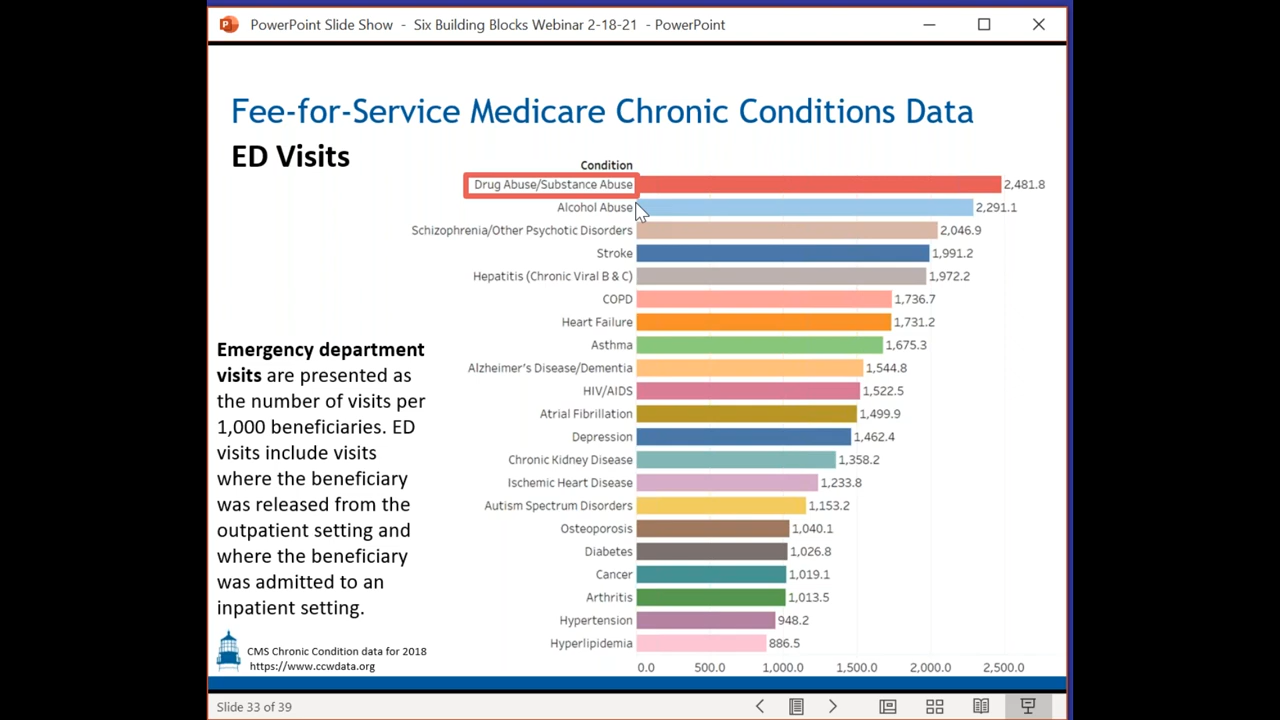 PowerPoint Slide Show - Six Building Blocks Webinar 2-18-21 - PowerPoint
Fee-for-Service Medicare Chronic Conditions Data
ED Visits
Condition
Drug Abuse/Substance Abuse 2,481.8
Alcohol Abuse 2,291.1
Schizophrenia/Other Psychotic Disorders 2,046.9
Stroke 1,991.2
Hepatitis (Chronic Viral B & C) 1,972.2
COPD 1,736.7
Heart Failure 1,731.2
Asthma 1,675.3
Alzheimer's Disease/Dementia 1,544.8
HIV/AIDS 1,522.5
Atrial Fibrillation 1,499.9
Depression 1,462.4
Chronic Kidney Disease 1,358.2
Ischemic Heart Disease 1,233.8
Autism Spectrum Disorders 1,153.2
Osteoporosis 1,040.1
Diabetes 1,026.8
Cancer 1,019.1
Arthritis 1,013.5
Hypertension 948.2
Hyperlipidemia 886.5
0.0 500.0 1,000.0 1,500.0 2,000.0 2,500.0
Emergency department
visits are presented as
the number of visits per
1,000 beneficiaries. ED
visits include visits
where the beneficiary
was released from the
outpatient setting and
where the beneficiary
was admitted to an
inpatient setting.
CMS Chronic Condition data for 2018
https://www.ccwdata.org
Slide 33 of 39